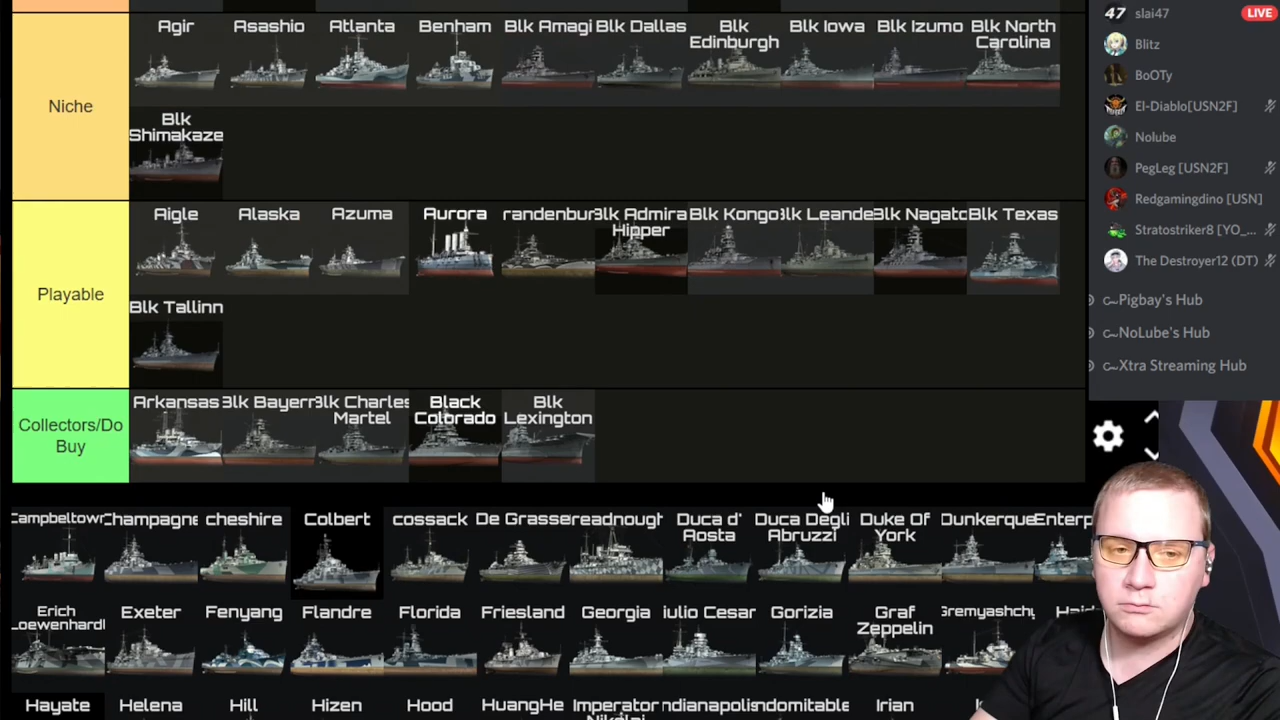 Niche
Agir
Asashio
Atlanta
Benham
Blk Amagi
Blk Dallas
Blk
Edinburgh
Blk Iowa
Blk Izumo
Blk North
Carolina
Blk
Shimakaze
Playable
Aigle
Alaska
Azuma
Aurora
randenbur
Blk Admira
Hipper
Blk Kongo
Blk Leande
Blk Nagato
Blk Texas
Blk Tallinn
Collectors/Do
Buy
Arkansas
Blk Bayern
Blk Charles
Martel
Black
Colorado
Blk
Lexington
Campbeltown
Champagne
cheshire
Colbert
cossack
De Grasse
readnough
Duca d'
Aosta
Duca Degli
Abruzzi
Duke Of
York
Dunkerque
Enterp
Erich
Loewenhardt
Exeter
Fenyang
Flandre
Florida
Friesland
Georgia
iulio Cesar
Gorizia
Graf
Zeppelin
Gremyashchy
Haid
Hayate
Helena
Hill
Hizen
Hood
HuangHe
Imperator
Nikolai
ndianapolis
ndomitable
Irian
47 slai47 LIVE
Blitz
BoOTy
El-Diablo[USN2F]
Nolube
PegLeg [USN2F]
Redgamingdino [USN]
Stratostriker8 [YO_...
The Destroyer12 (DT)
Pigbay's Hub
NoLube's Hub
Xtra Streaming Hub